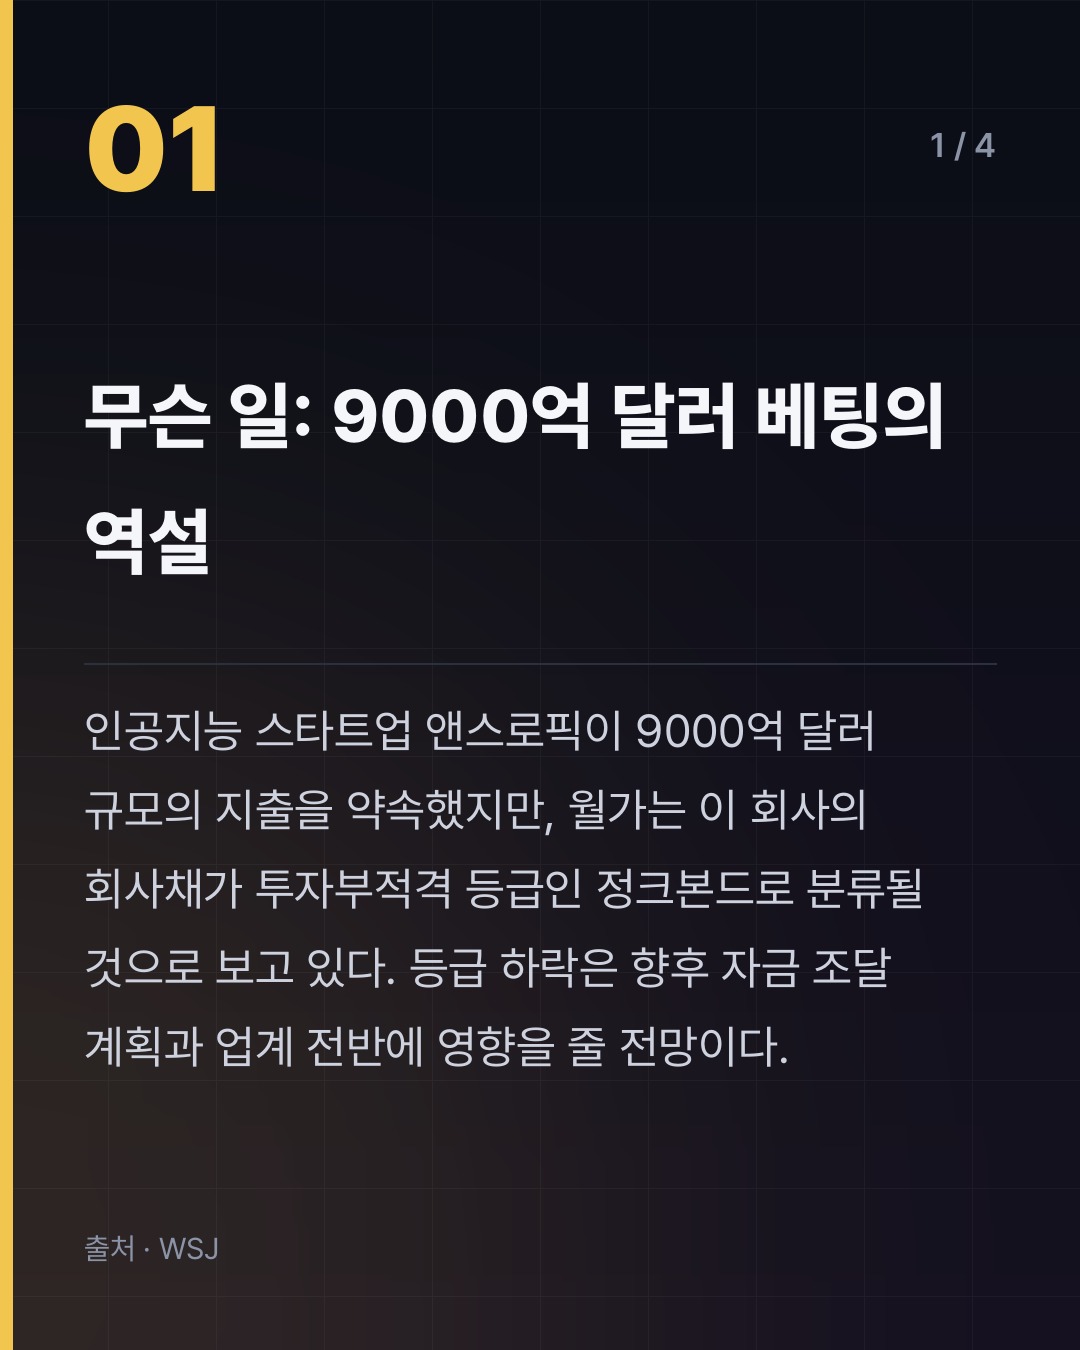 01
1 / 4
무슨 일: 9000억 달러 베팅의
역설
인공지능 스타트업 앤스로픽이 9000억 달러
규모의 지출을 약속했지만, 월가는 이 회사의
회사채가 투자부적격 등급인 정크본드로 분류될
것으로 보고 있다. 등급 하락은 향후 자금 조달
계획과 업계 전반에 영향을 줄 전망이다.
출처 · WSJ